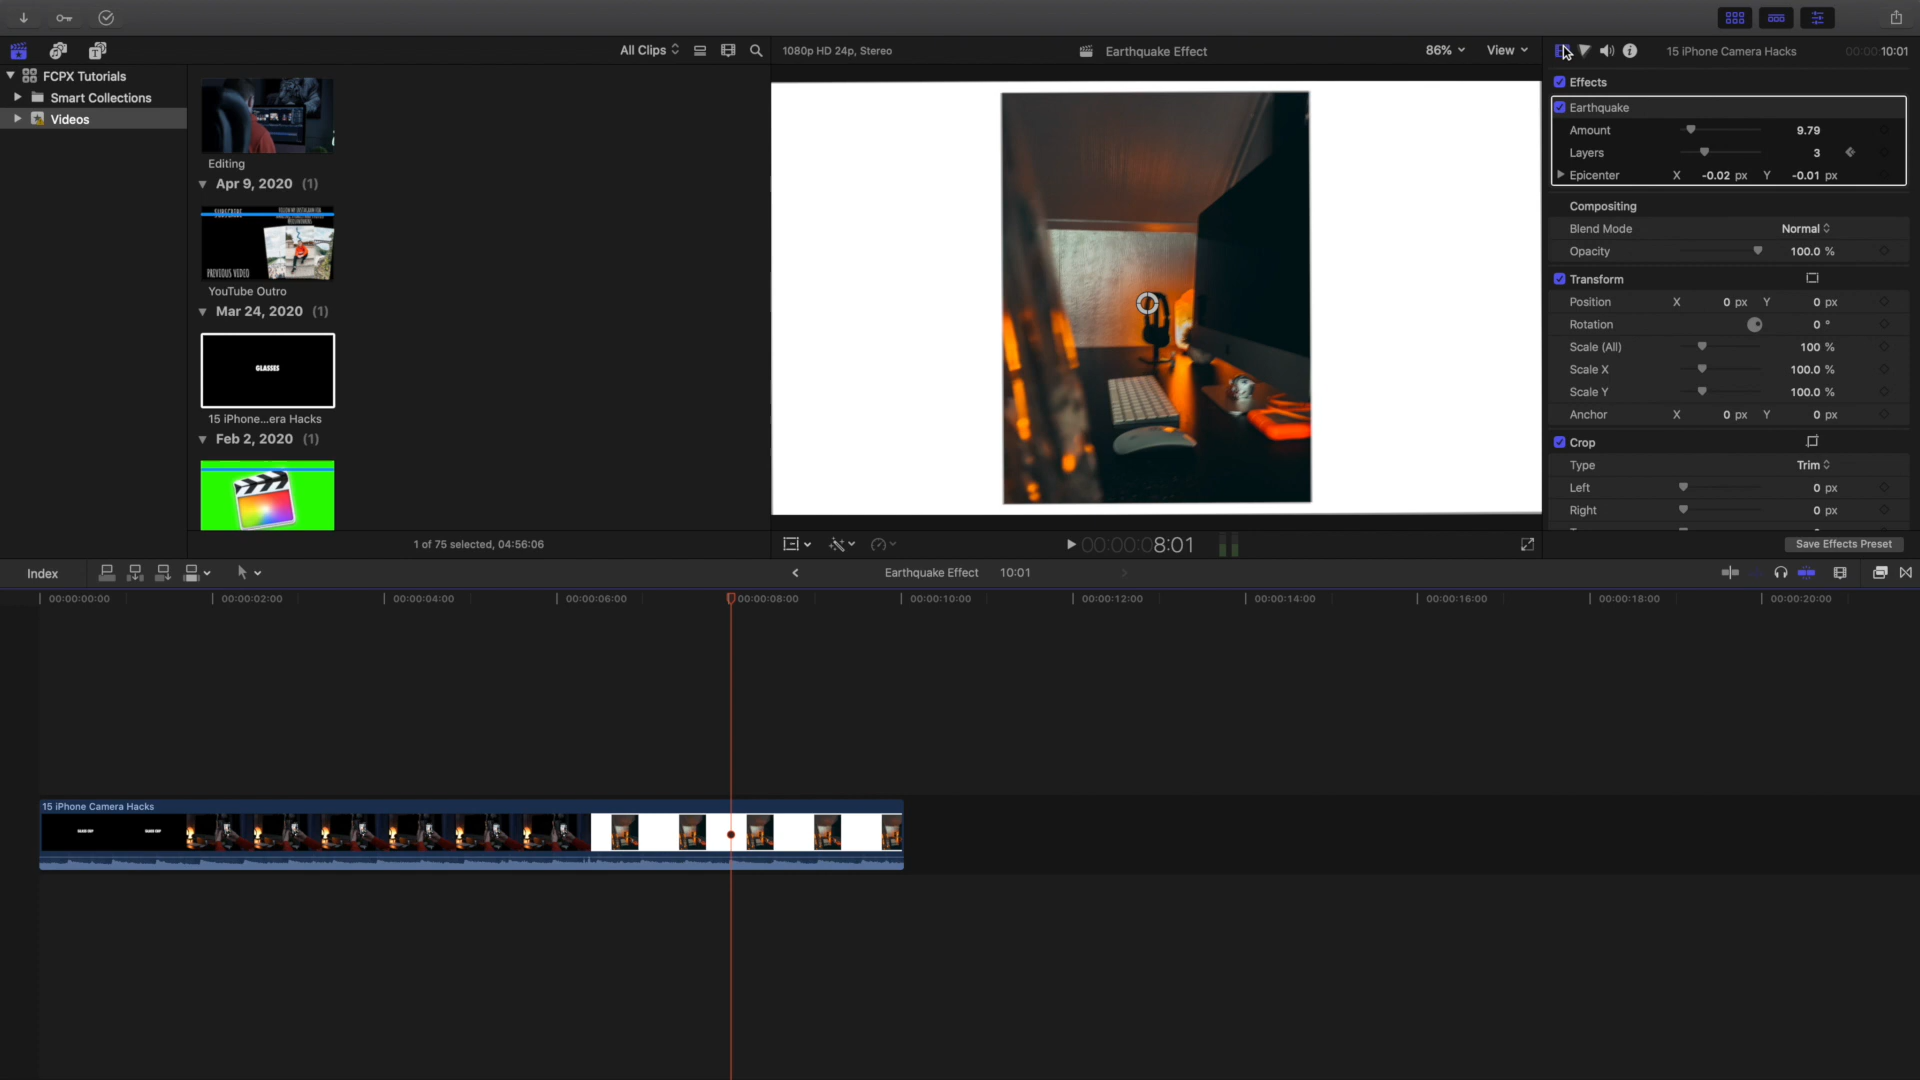 All Clips
1080p HD 24p, Stereo
Earthquake Effect
86%
View
15 iPhone Camera Hacks
00:00:10:01
FCPX Tutorials
Smart Collections
Videos
Editing
Apr 9, 2020 (1)
SUBSCRIBE
PREVIOUS VIDEO
YouTube Outro
Mar 24, 2020 (1)
GLASSES
15 iPhone...era Hacks
Feb 2, 2020 (1)
1 of 75 selected, 04:56:06
00:00:08:01
Effects
Earthquake
Amount 9.79
Layers 3
Epicenter X -0.02 px Y -0.01 px
Compositing
Blend Mode Normal
Opacity 100.0 %
Transform
Position X 0 px Y 0 px
Rotation 0 °
Scale (All) 100 %
Scale X 100.0 %
Scale Y 100.0 %
Anchor X 0 px Y 0 px
Crop
Type Trim
Left 0 px
Right 0 px
Save Effects Preset
Index
Earthquake Effect 10:01
00:00:00:00 00:00:02:00 00:00:04:00 00:00:06:00 00:00:08:00 00:00:10:00 00:00:12:00 00:00:14:00 00:00:16:00 00:00:18:00 00:00:20:00
15 iPhone Camera Hacks